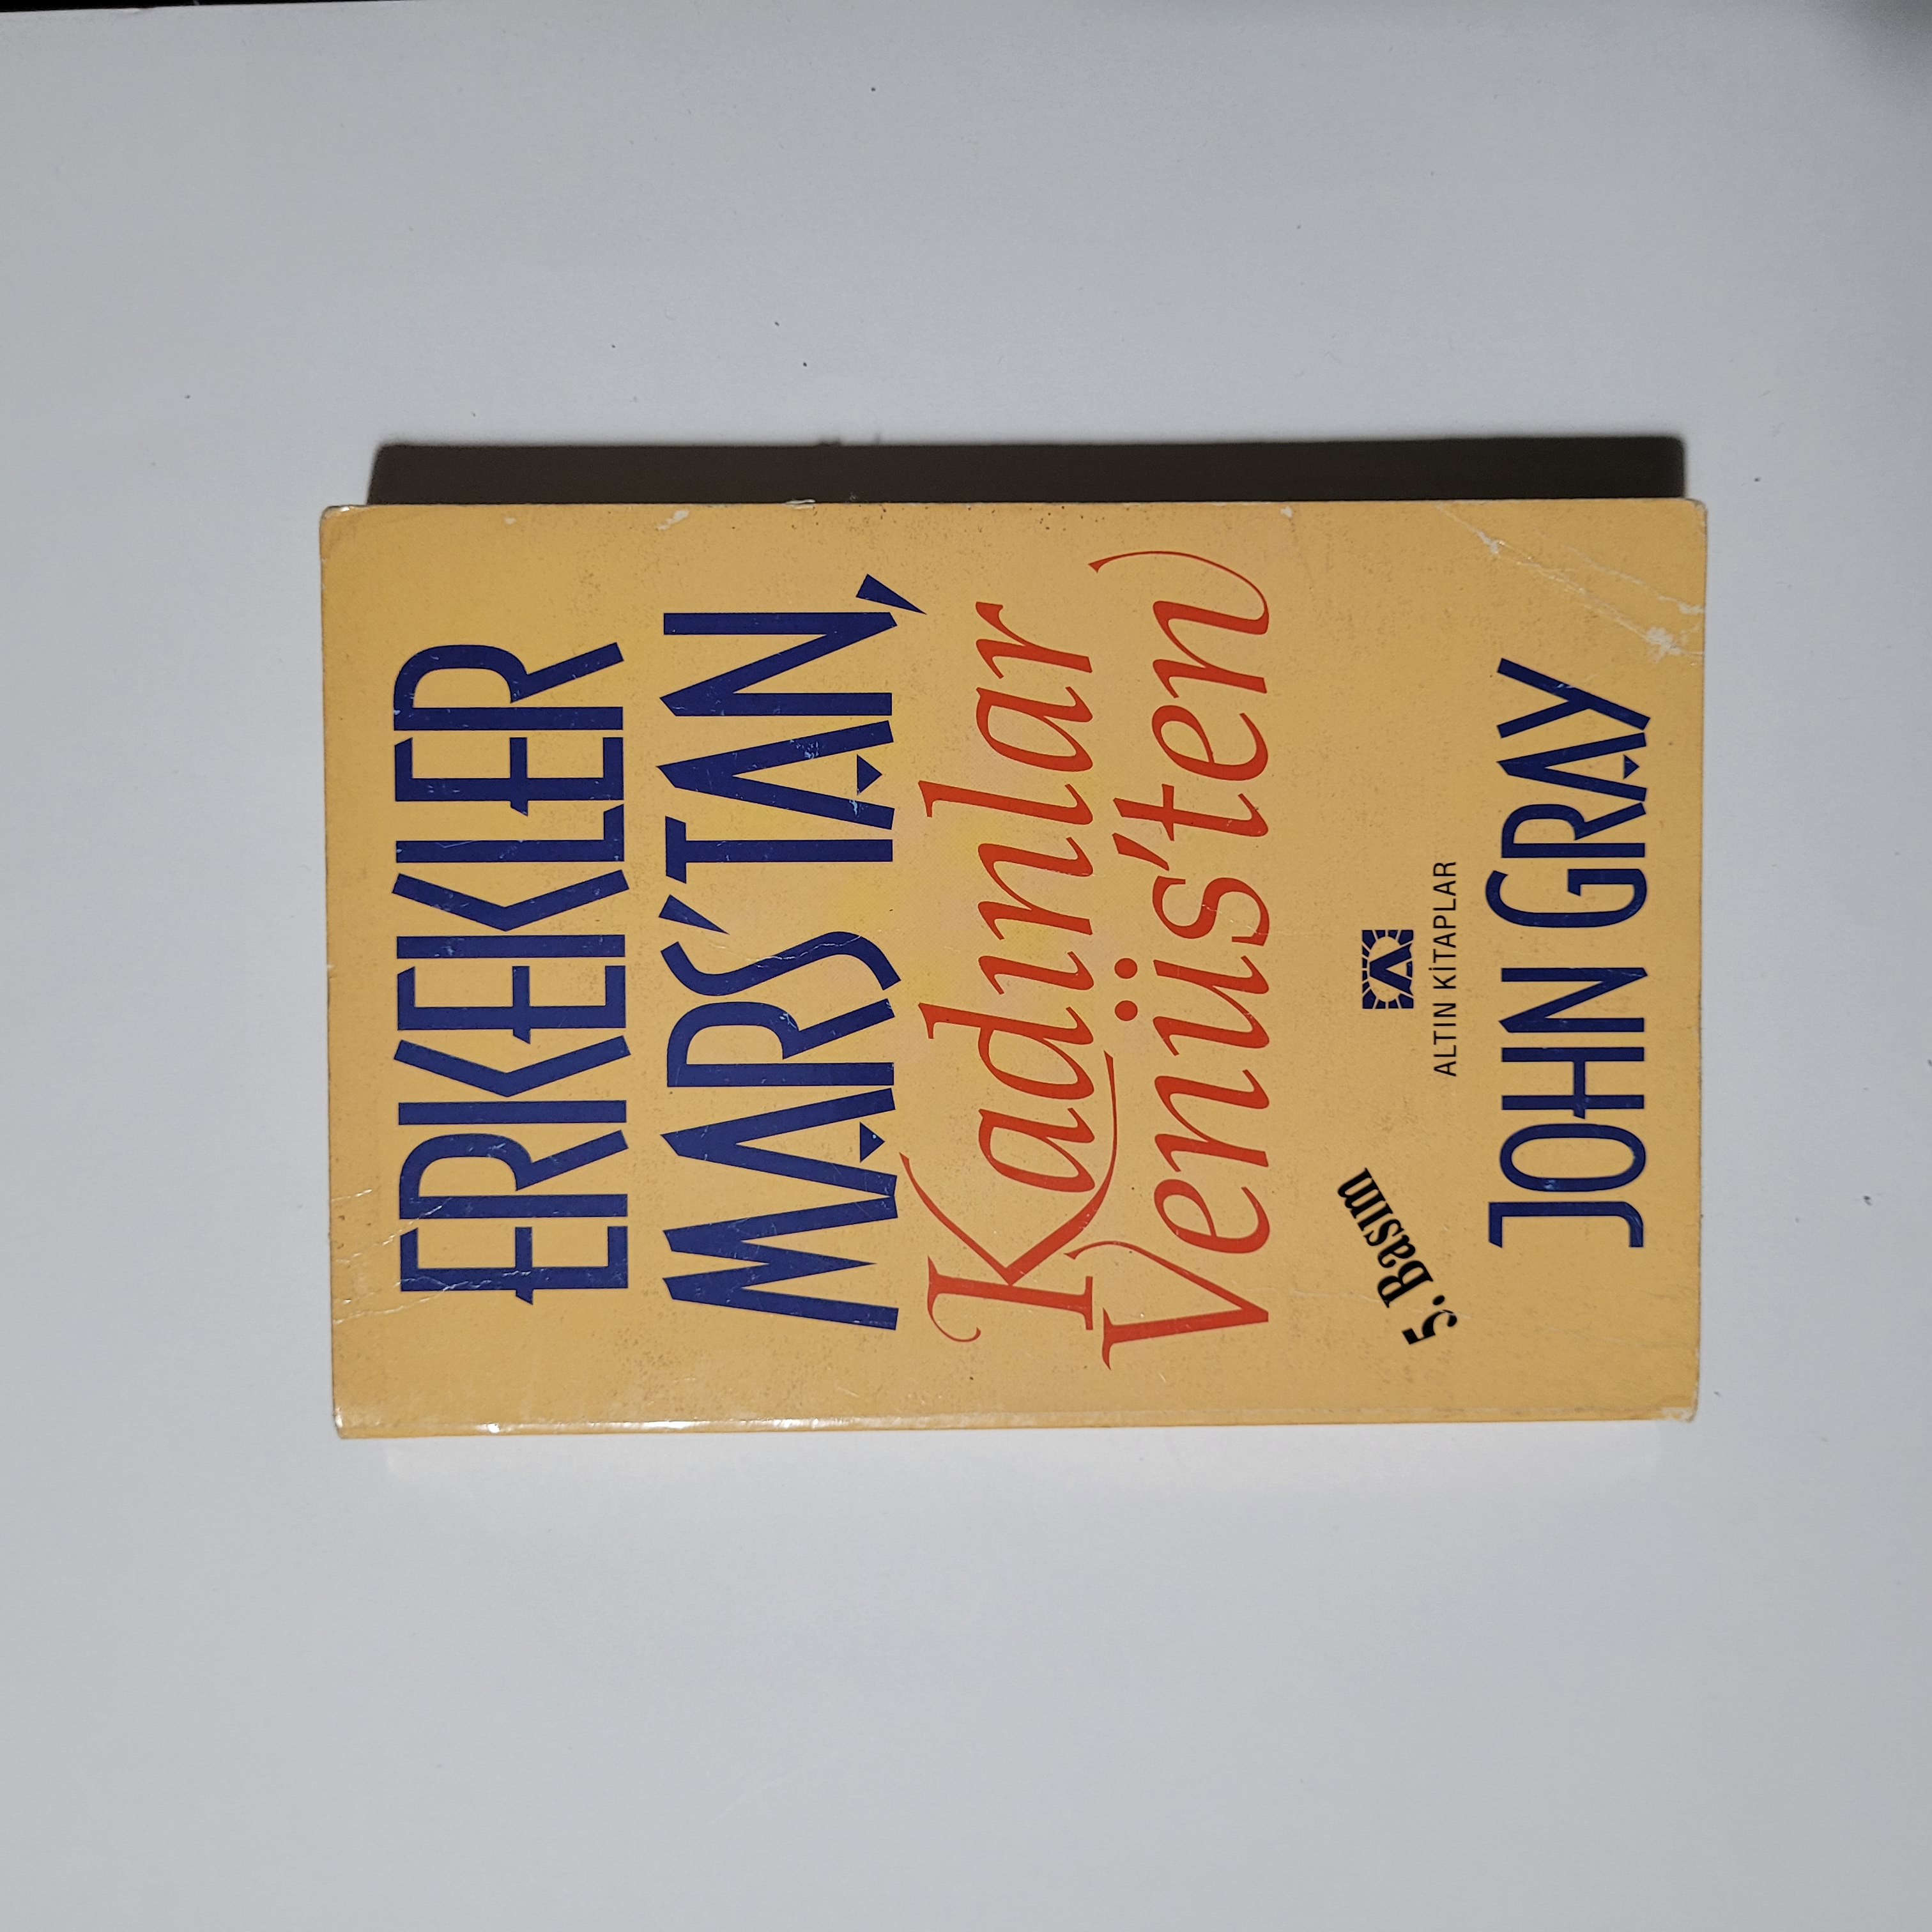 ERKEKLER
MARS'TAN,
Kadınlar
Venüs'ten
5. Basım
ALTIN KİTAPLAR
JOHN GRAY